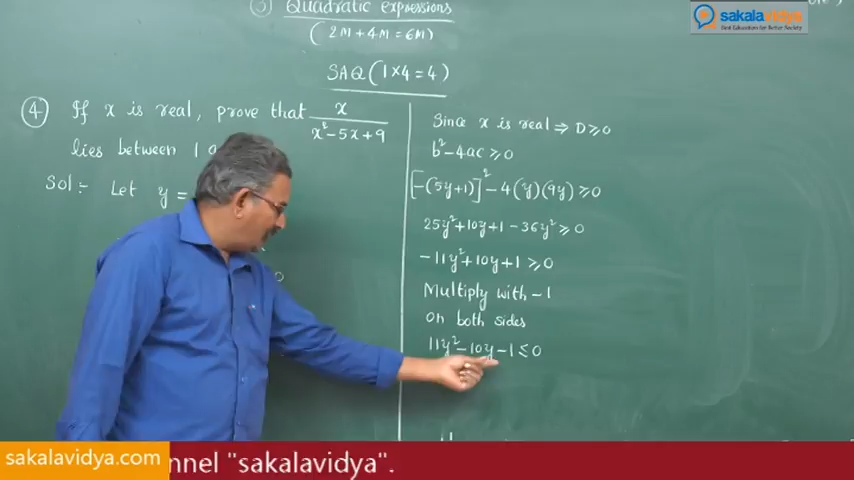 ③ Quadratic expressions
(2M + 4M = 6M)
SAQ (1×4 = 4)
sakalavidya
④ If x is real, prove that x/(x²-5x+9)
lies between 1
Sol:- Let y =
0
Since x is real ⇒ D ≥ 0
b²-4ac ≥ 0
[-(5y+1)]²-4(y)(9y) ≥ 0
25y²+10y+1-36y² ≥ 0
-11y²+10y+1 ≥ 0
Multiply with -1
on both sides
11y²-10y-1 ≤ 0
sakalavidya.com
nnel "sakalavidya".